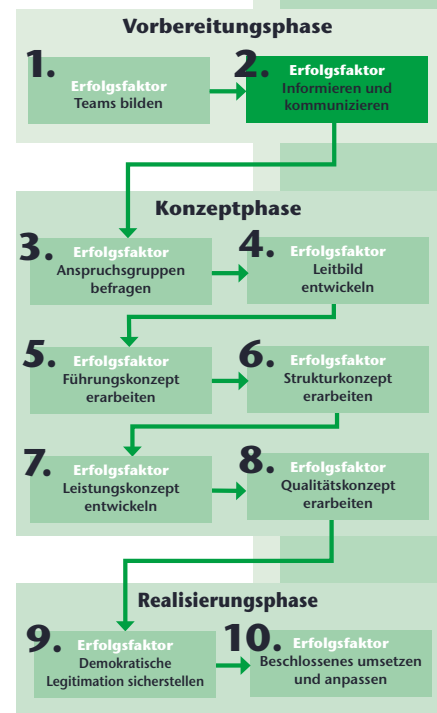 Vorbereitungsphase
1.
Erfolgsfaktor
Teams bilden
2.
Erfolgsfaktor
Informieren und
kommunizieren
Konzeptphase
3.
Erfolgsfaktor
Anspruchsgruppen
befragen
4.
Erfolgsfaktor
Leitbild
entwickeln
5.
Erfolgsfaktor
Führungskonzept
erarbeiten
6.
Erfolgsfaktor
Strukturkonzept
erarbeiten
7.
Erfolgsfaktor
Leistungskonzept
entwickeln
8.
Erfolgsfaktor
Qualitätskonzept
erarbeiten
Realisierungsphase
9.
Erfolgsfaktor
Demokratische
Legitimation sicherstellen
10.
Erfolgsfaktor
Beschlossenes umsetzen
und anpassen